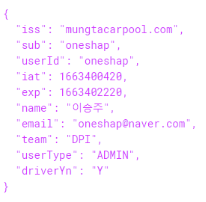 {
"iss": "mungtacarpool.com",
"sub": "oneshap",
"userId": "oneshap",
"iat": 1663400420,
"exp": 1663402220,
"name": "이승주",
"email": "oneshap@naver.com",
"team": "DPI",
"userType": "ADMIN",
"driverYn": "Y"
}